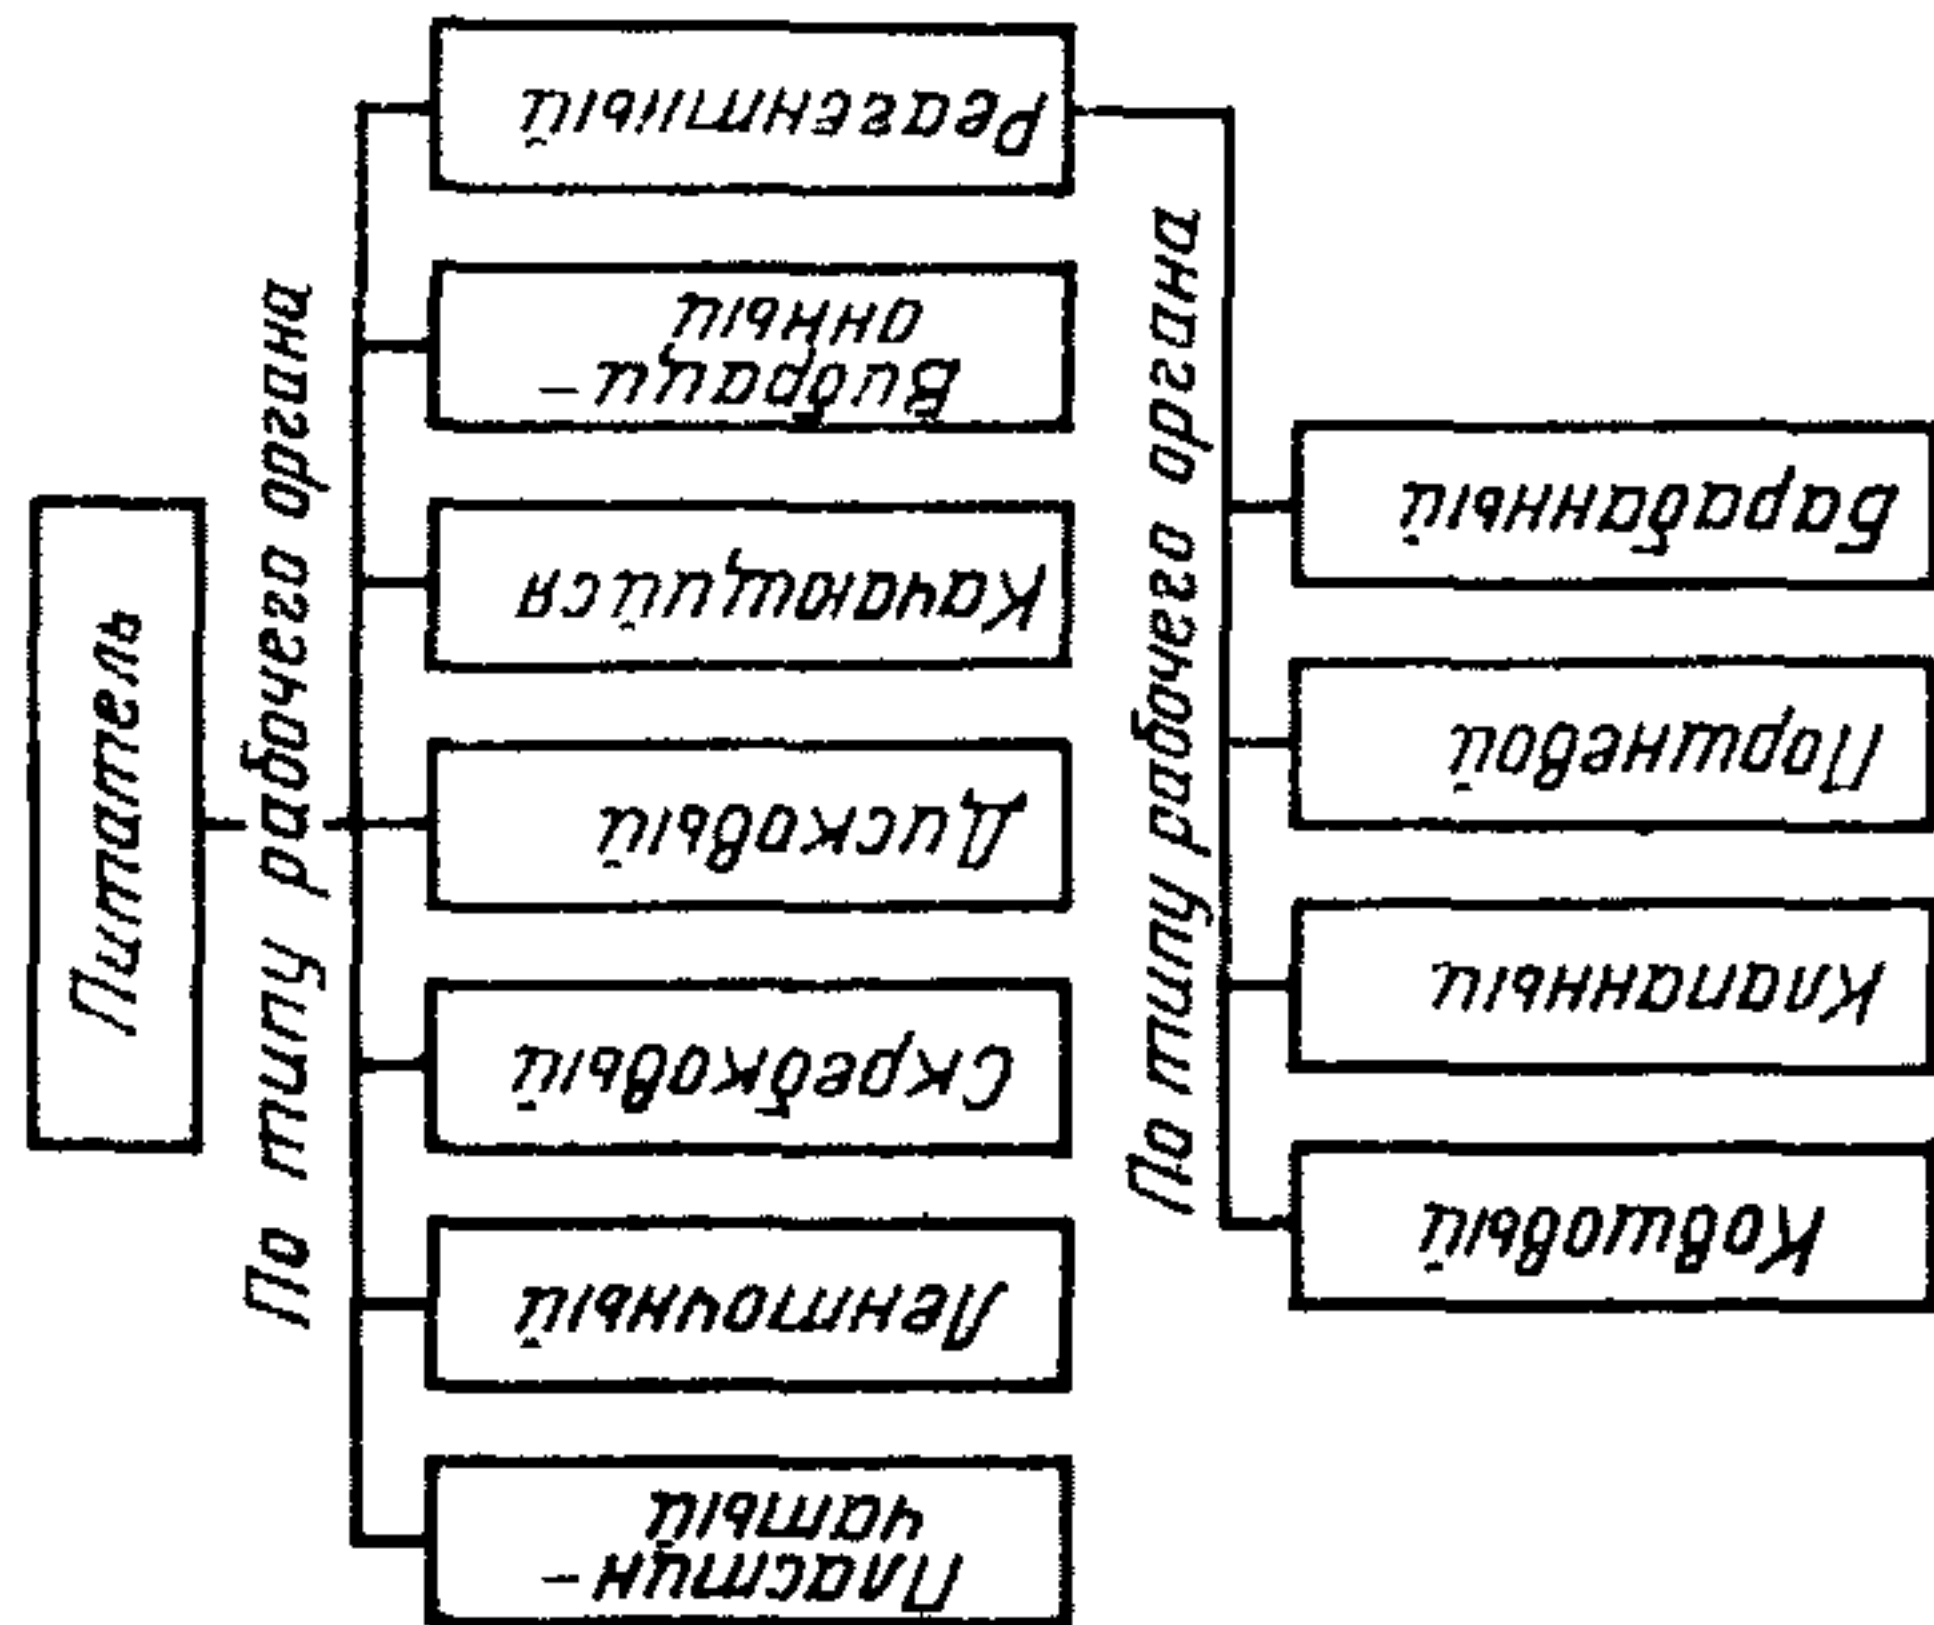 Питатель
По типу рабочего органа
Пластин-
чатый
Ленточный
Скребковый
Дисковый
Качающийся
Вибраци-
онный
Реагентный
По типу рабочего органа
Ковшовый
Клапанный
Поршневой
Барабанный